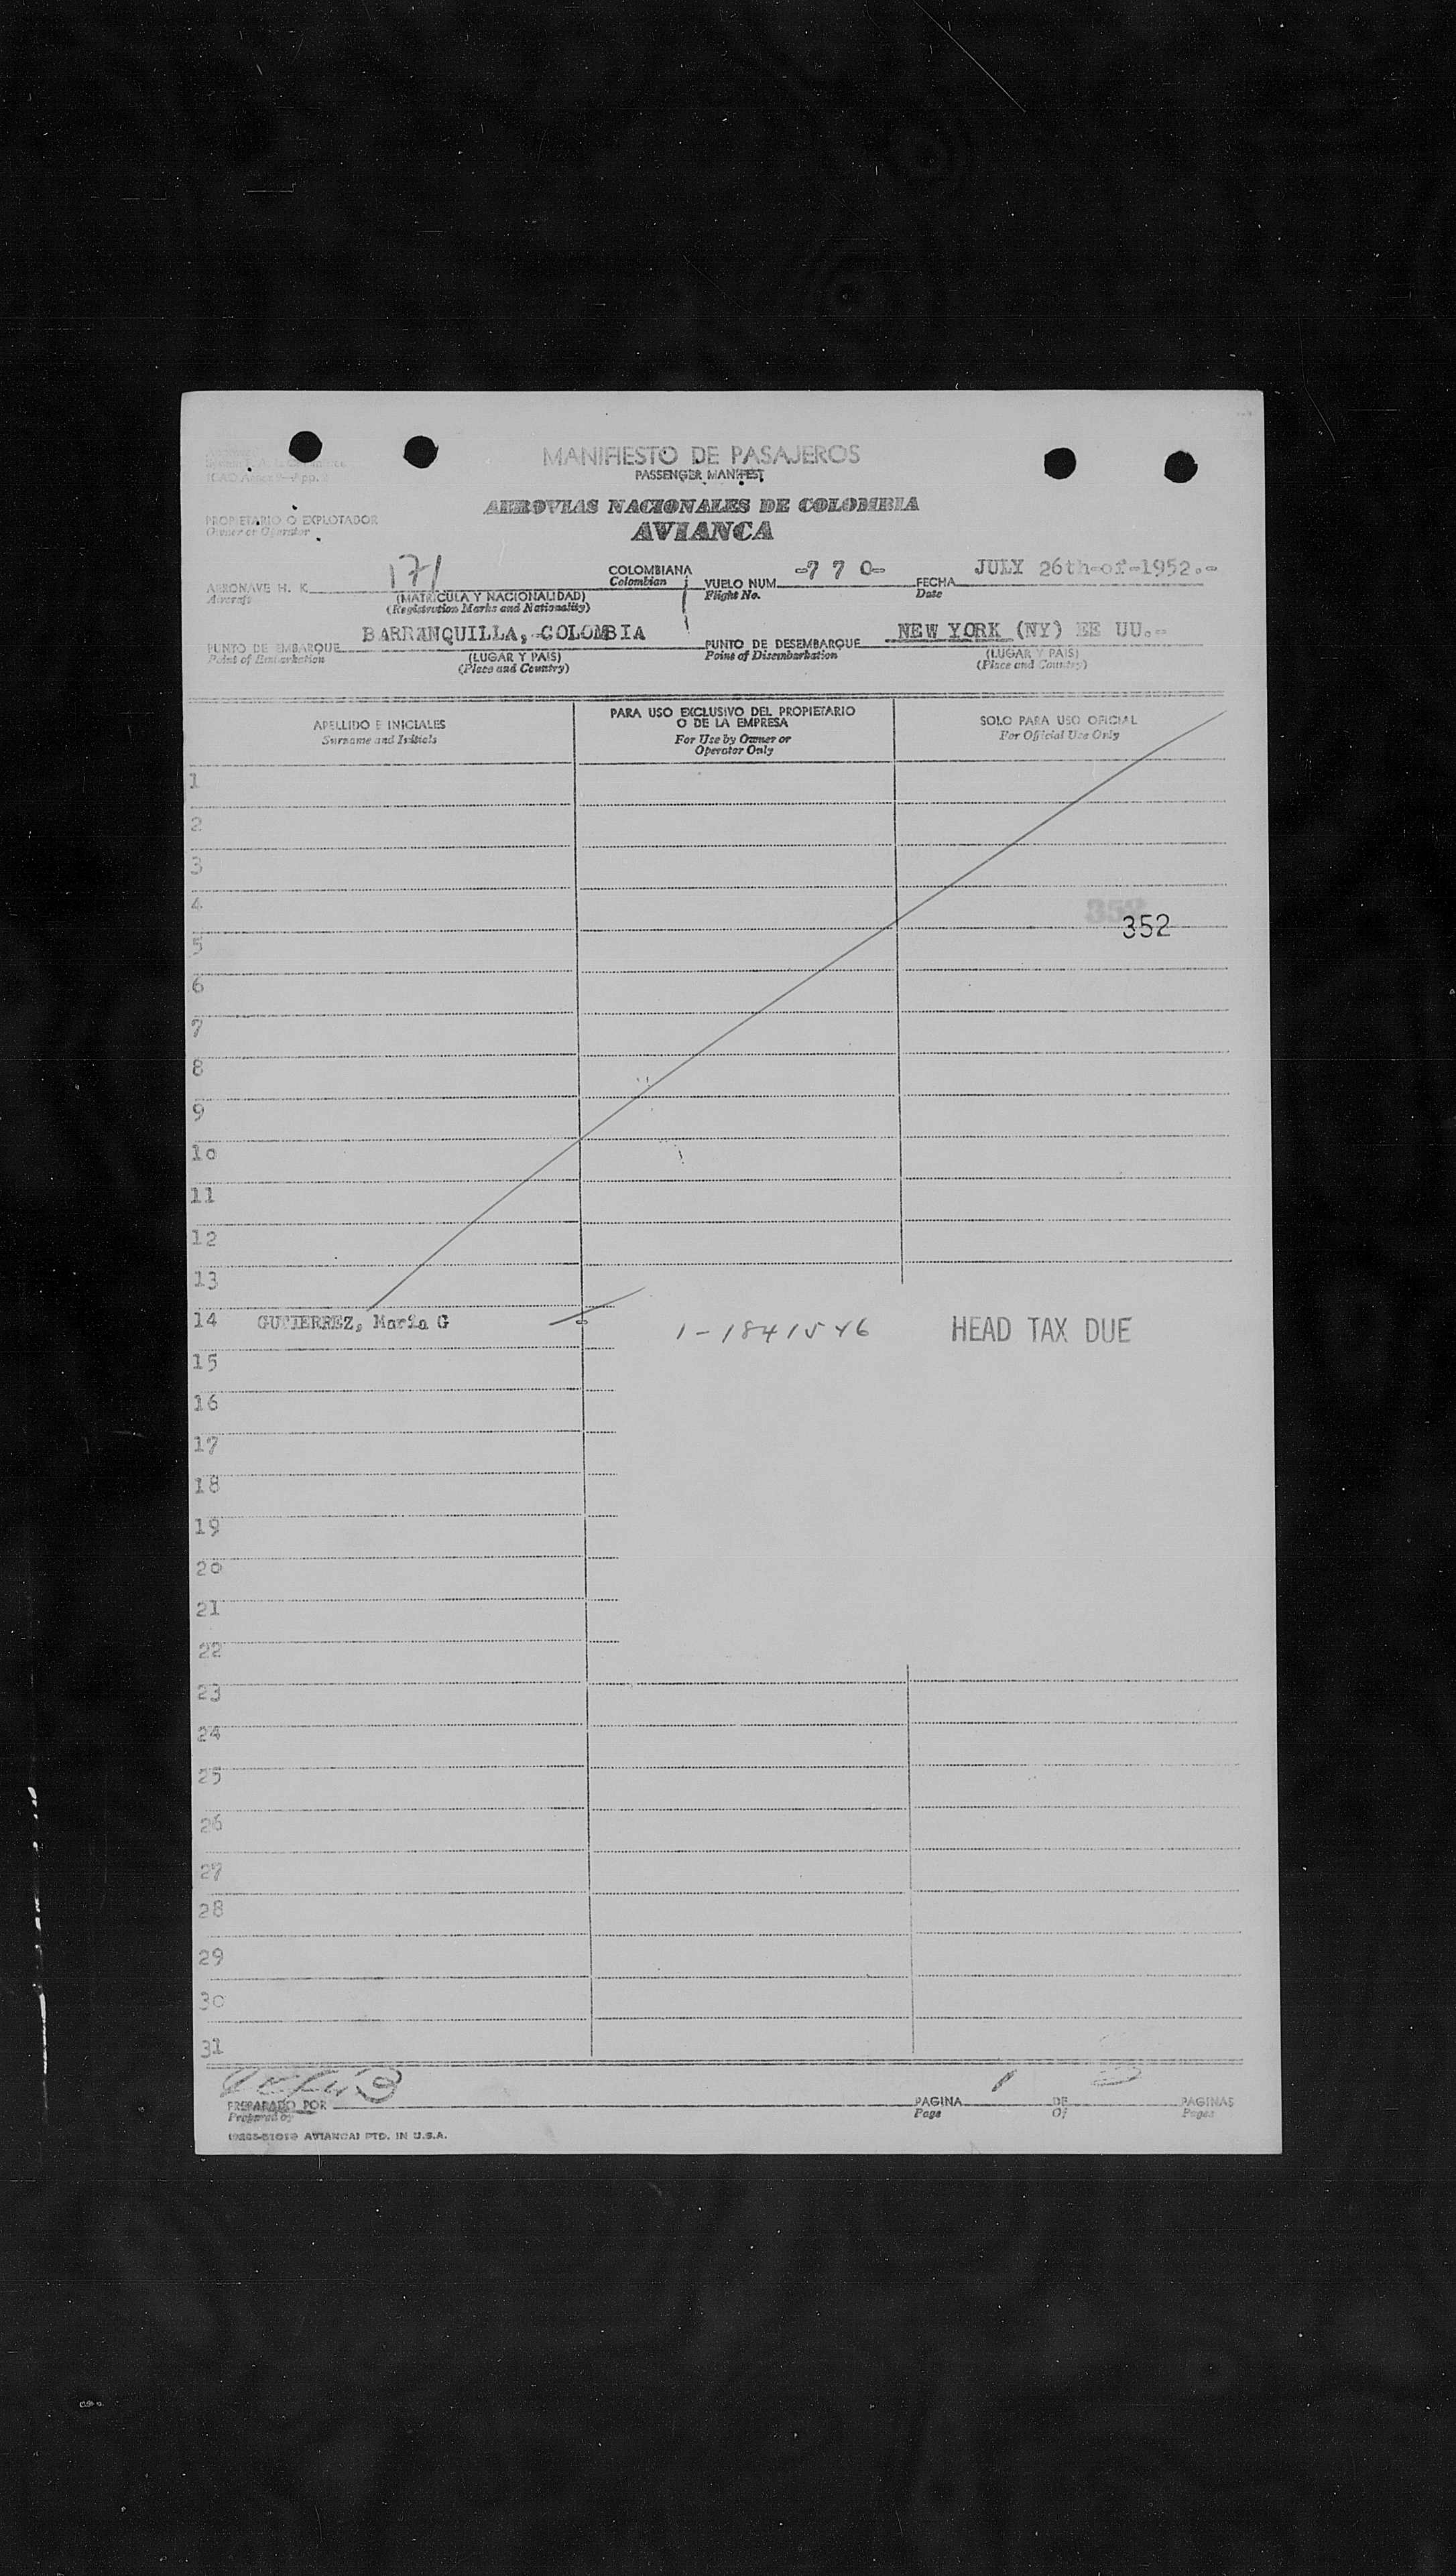 MANIFIESTO DE PASAJEROS
PASSENGER MANIFEST
AEROVIAS NACIONALES DE COLOMBIA
AVIANCA
PROPIETARIO O EXPLOTADOR
Owner or Operator
AERONAVE H. K. 171 COLOMBIANA VUELO NUM. -7 7 0- FECHA JULY 26th-of-1952.-
Aircraft (MATRICULA Y NACIONALIDAD) Colombian Flight No. Date
(Registration Marks and Nationality)
PUNTO DE EMBARQUE BARRANQUILLA, COLOMBIA PUNTO DE DESEMBARQUE NEW YORK (NY) EE UU.-
Point of Embarkation (LUGAR Y PAIS) Point of Disembarkation (LUGAR Y PAIS)
(Place and Country) (Place and Country)
APELLIDO E INICIALES PARA USO EXCLUSIVO DEL PROPIETARIO O DE LA EMPRESA SOLO PARA USO OFICIAL
Surname and Initials For Use by Owner or Operator Only For Official Use Only
1
2
3
4 352
352
5
6
7
8
9
10
11
12
13
14 GUTIERREZ, Maria G 1-1841546 HEAD TAX DUE
15
16
17
18
19
20
21
22
23
24
25
26
27
28
29
30
31
PREPARADO POR PAGINA 1 DE PAGINAS
Prepared by Page Of Pages
AVIANCA) PTD. IN U.S.A.